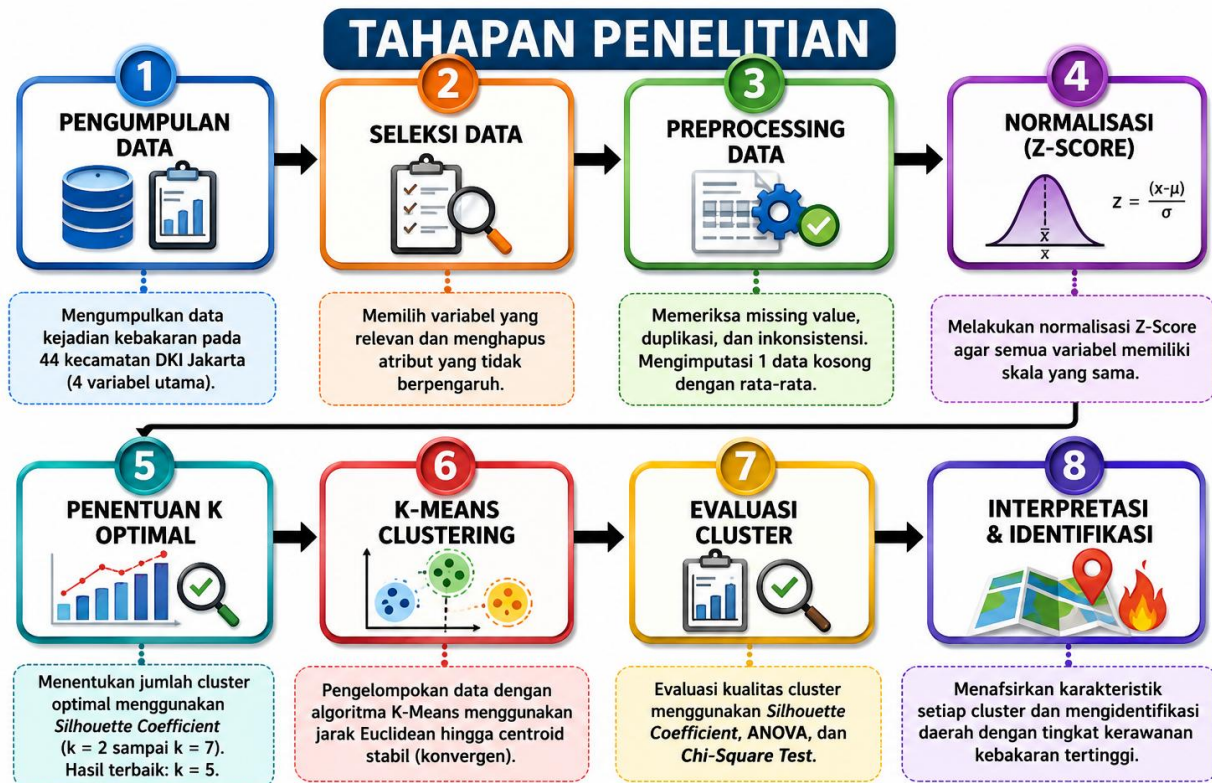 TAHAPAN PENELITIAN
1
PENGUMPULAN
DATA
Mengumpulkan data
kejadian kebakaran pada
44 kecamatan DKI Jakarta
(4 variabel utama).
2
SELEKSI DATA
Memilih variabel yang
relevan dan menghapus
atribut yang tidak
berpengaruh.
3
PREPROCESSING
DATA
Memeriksa missing value,
duplikasi, dan inkonsistensi.
Mengimputasi 1 data kosong
dengan rata-rata.
4
NORMALISASI
(Z-SCORE)
x̄
x̄
z = (x-μ)
σ
Melakukan normalisasi Z-Score
agar semua variabel memiliki
skala yang sama.
5
PENENTUAN K
OPTIMAL
Menentukan jumlah cluster
optimal menggunakan
Silhouette Coefficient
(k = 2 sampai k = 7).
Hasil terbaik: k = 5.
6
K-MEANS
CLUSTERING
Pengelompokan data dengan
algoritma K-Means menggunakan
jarak Euclidean hingga centroid
stabil (konvergen).
7
EVALUASI
CLUSTER
Evaluasi kualitas cluster
menggunakan Silhouette
Coefficient, ANOVA, dan
Chi-Square Test.
8
INTERPRETASI
& IDENTIFIKASI
Menafsirkan karakteristik
setiap cluster dan mengidentifikasi
daerah dengan tingkat kerawanan
kebakaran tertinggi.